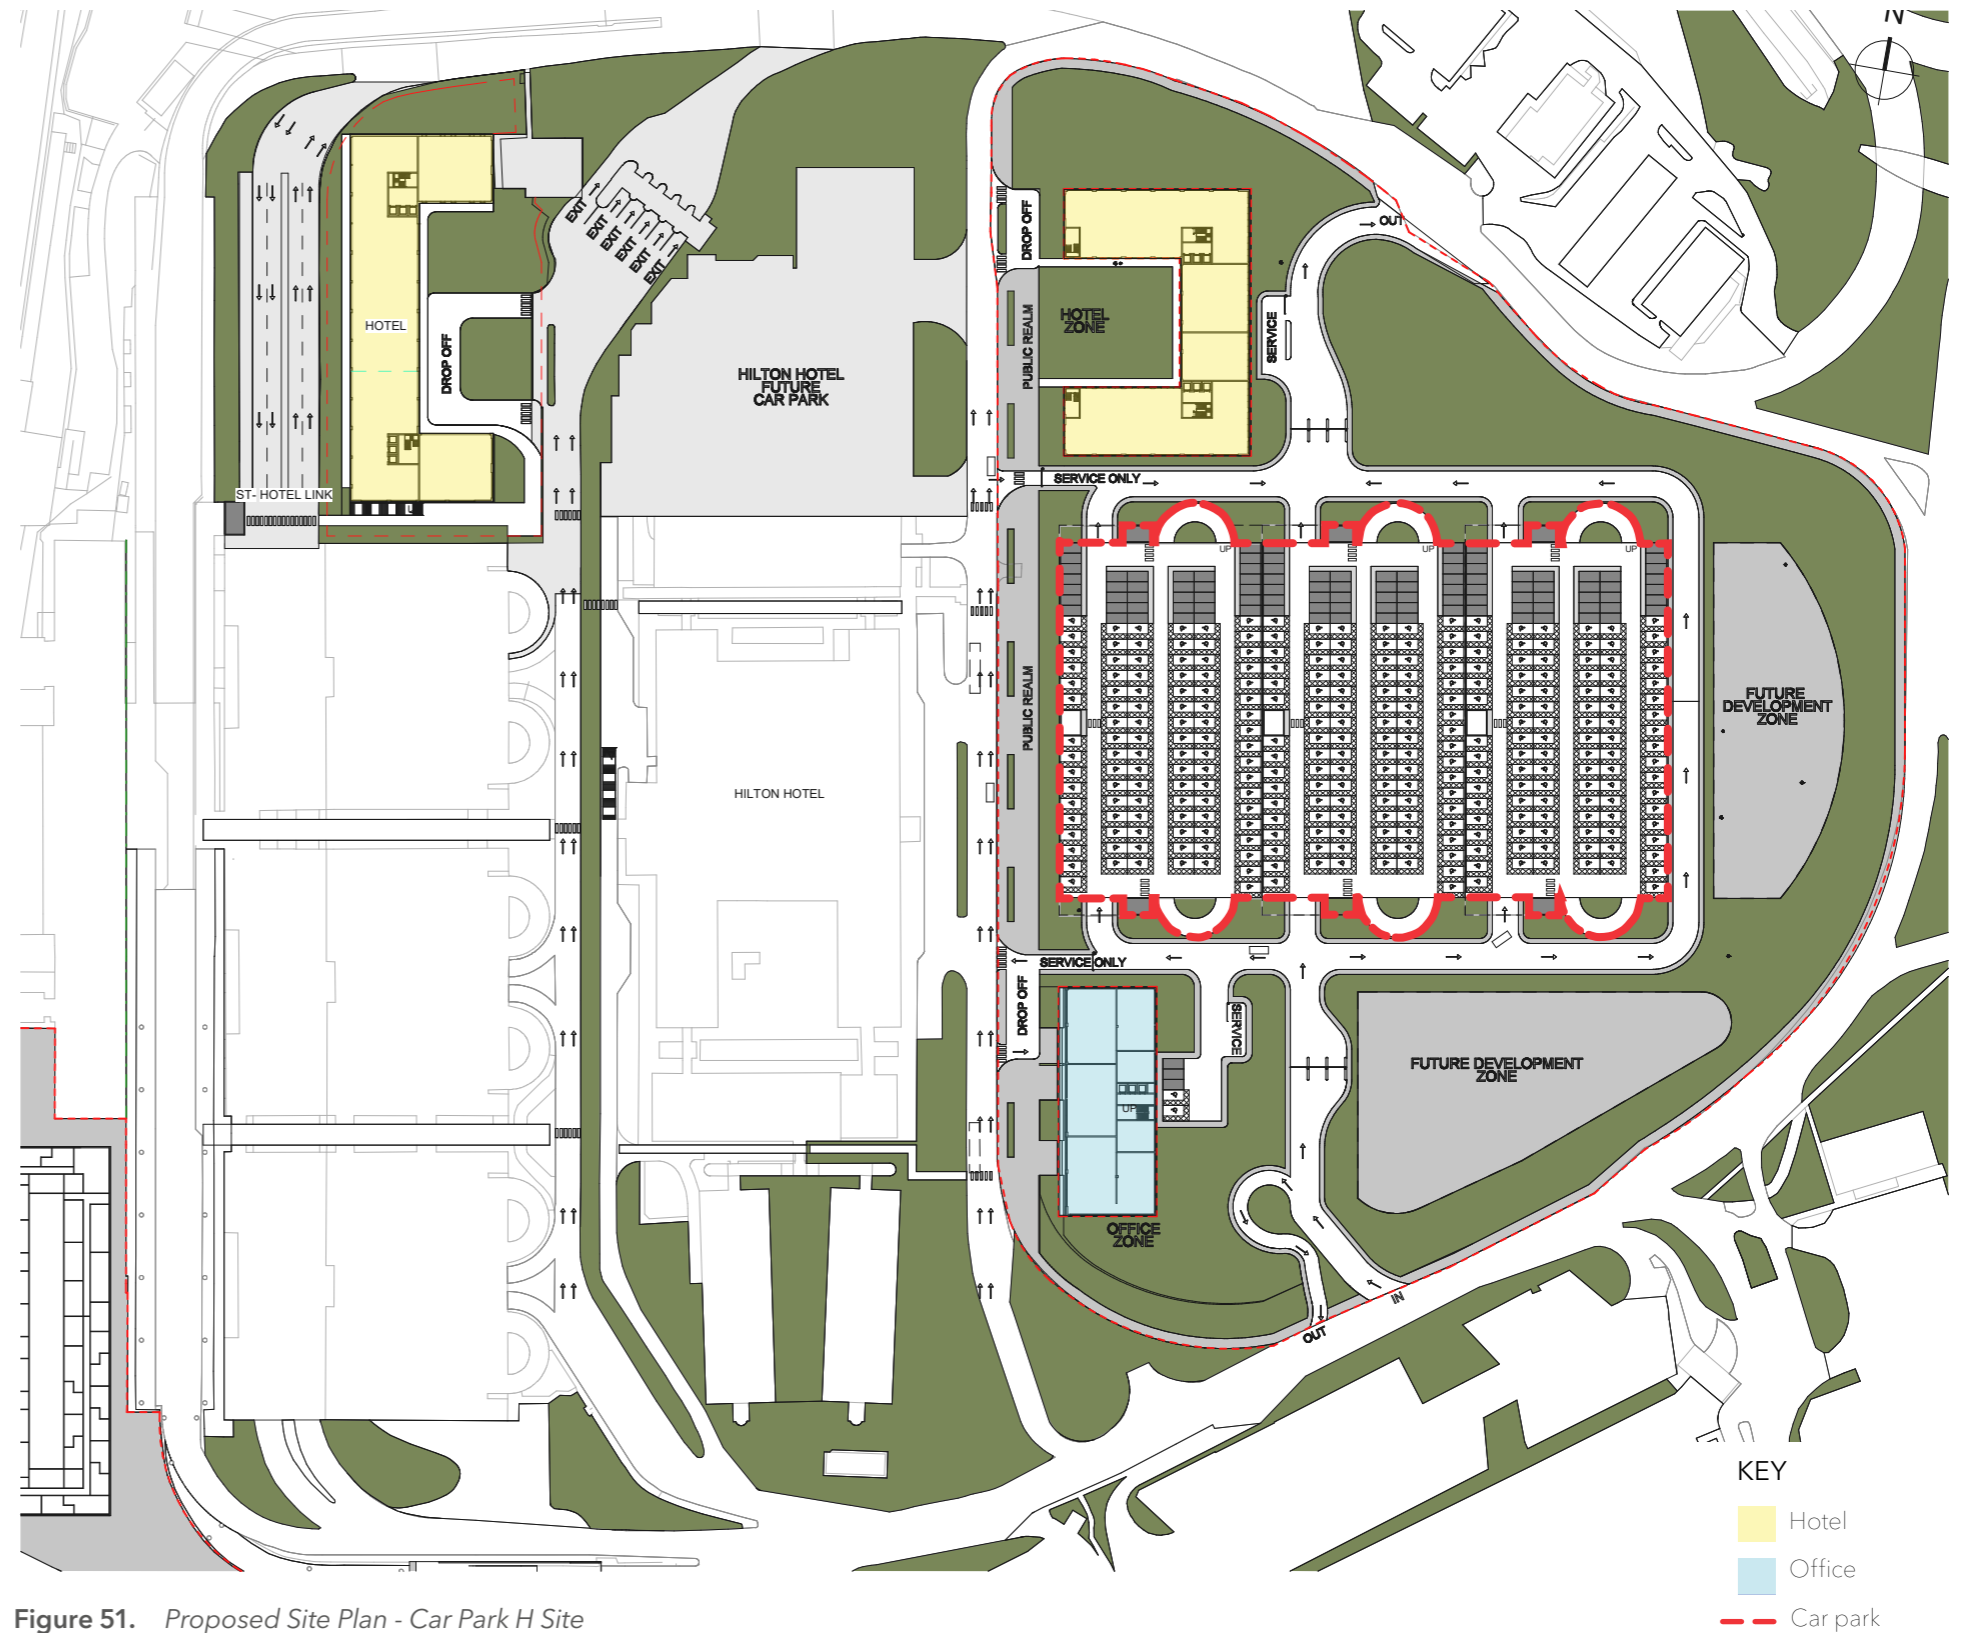 N
OUT
DROP OFF
EXIT
EXIT
EXIT
EXIT
EXIT
EXIT
HOTEL
DROP OFF
HILTON HOTEL
FUTURE
CAR PARK
PUBLIC REALM
HOTEL
ZONE
SERVICE
SERVICE ONLY
ST- HOTEL LINK
UP
UP
UP
PUBLIC REALM
FUTURE
DEVELOPMENT
ZONE
HILTON HOTEL
SERVICE ONLY
DROP OFF
SERVICE
FUTURE DEVELOPMENT
ZONE
UP
OFFICE
ZONE
IN
OUT
KEY
Hotel
Office
Car park
Figure 51. Proposed Site Plan - Car Park H Site